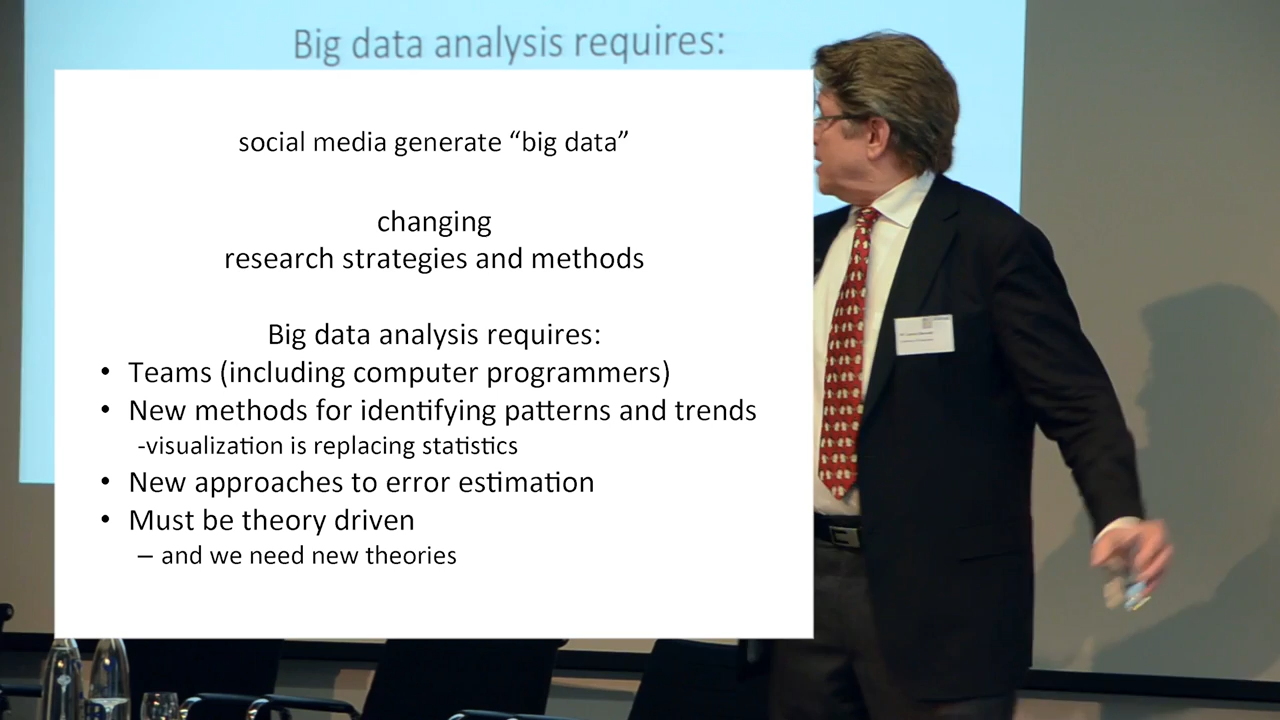 Big data analysis requires:
social media generate “big data”
changing
research strategies and methods
Big data analysis requires:
• Teams (including computer programmers)
• New methods for identifying patterns and trends
-visualization is replacing statistics
• New approaches to error estimation
• Must be theory driven
– and we need new theories